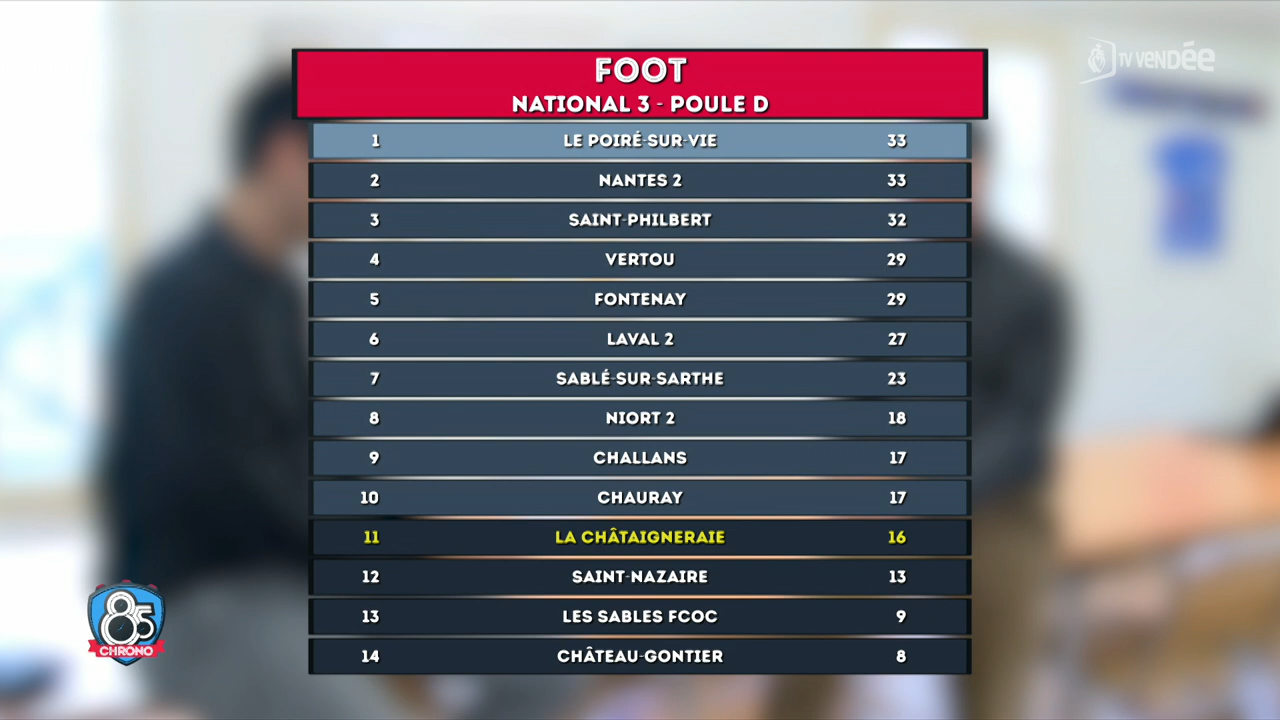 FOOT
NATIONAL 3 - POULE D
TV VENDÉE
1 LE POIRÉ-SUR-VIE 33
2 NANTES 2 33
3 SAINT-PHILBERT 32
4 VERTOU 29
5 FONTENAY 29
6 LAVAL 2 27
7 SABLÉ-SUR-SARTHE 23
8 NIORT 2 18
9 CHALLANS 17
10 CHAURAY 17
11 LA CHÂTAIGNERAIE 16
12 SAINT-NAZAIRE 13
13 LES SABLES FCOC 9
14 CHÂTEAU-GONTIER 8
85
CHRONO